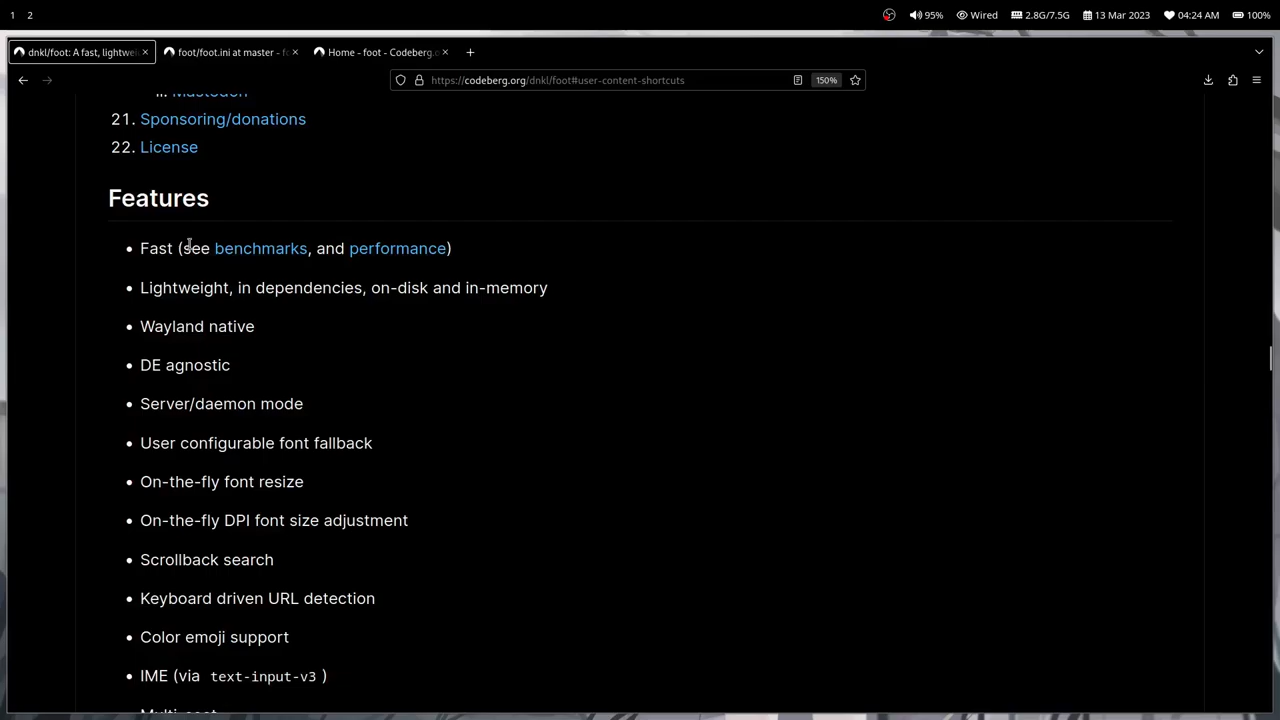 1 2 95% Wired 2.8G/7.5G 13 Mar 2023 04:24 AM 100%
dnkl/foot: A fast, lightwei foot/foot.ini at master - f Home - foot - Codeberg.o
https://codeberg.org/dnkl/foot#user-content-shortcuts 150%
ii. Mastodon
21. Sponsoring/donations
22. License
Features
• Fast (see benchmarks, and performance)
• Lightweight, in dependencies, on-disk and in-memory
• Wayland native
• DE agnostic
• Server/daemon mode
• User configurable font fallback
• On-the-fly font resize
• On-the-fly DPI font size adjustment
• Scrollback search
• Keyboard driven URL detection
• Color emoji support
• IME (via text-input-v3 )
• Multi-seat